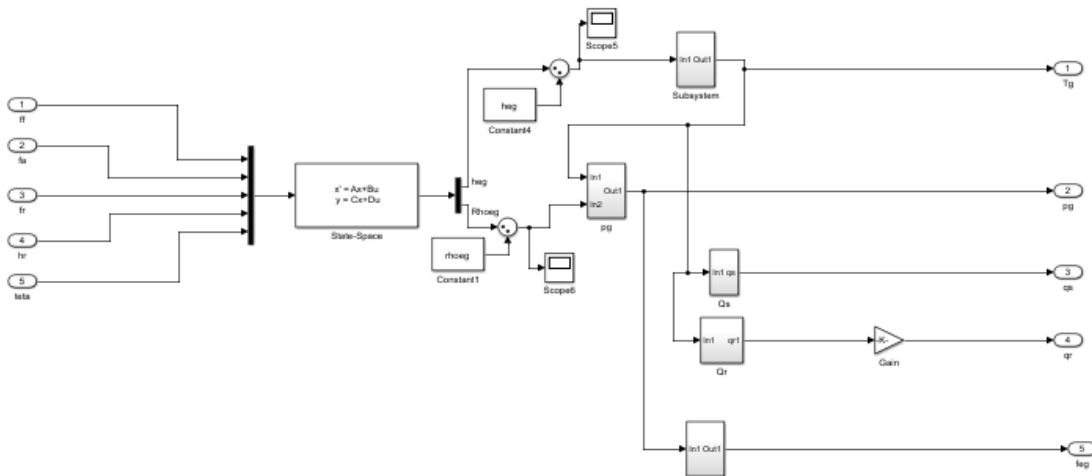 Scope5
In1 Out1
Subsystem
1
Tg
heg
Constant4
1
ff
2
fa
3
fr
4
hr
5
teta
x' = Ax+Bu
y = Cx+Du
State-Space
heg
Rhoeg
rhoeg
Constant1
Scope6
In1
Out1
In2
pg
2
pg
In1 qs
Qs
3
qs
In1 qr1
Qr
-K-
Gain
4
qr
In1 Out1
5
feg